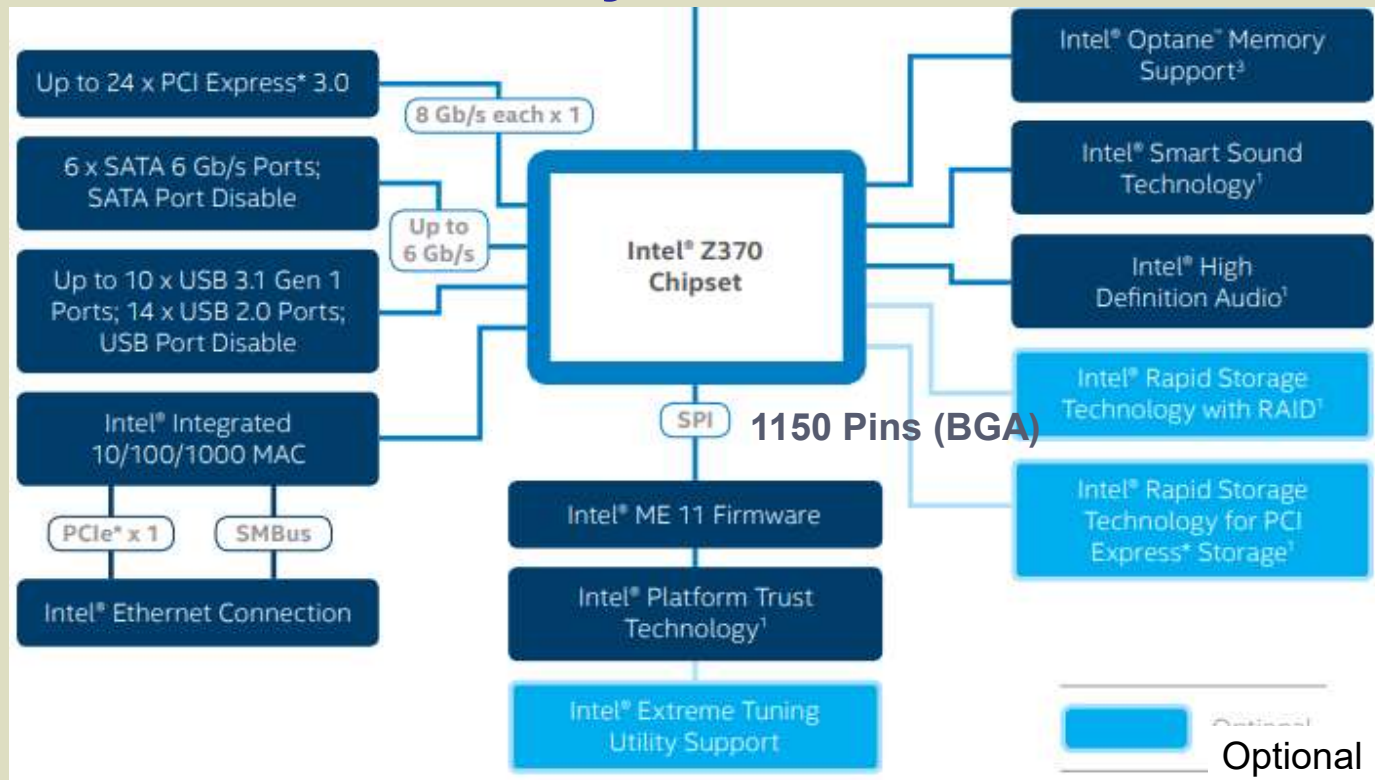 Up to 24 x PCI Express* 3.0
8 Gb/s each x 1
6 x SATA 6 Gb/s Ports;
SATA Port Disable
Up to
6 Gb/s
Up to 10 x USB 3.1 Gen 1
Ports; 14 x USB 2.0 Ports;
USB Port Disable
Intel® Integrated
10/100/1000 MAC
PCIe* x 1
SMBus
Intel® Ethernet Connection
Intel® Z370
Chipset
SPI
1150 Pins (BGA)
Intel® ME 11 Firmware
Intel® Platform Trust
Technology¹
Intel® Extreme Tuning
Utility Support
Intel® Optane™ Memory
Support³
Intel® Smart Sound
Technology¹
Intel® High
Definition Audio¹
Intel® Rapid Storage
Technology with RAID¹
Intel® Rapid Storage
Technology for PCI
Express* Storage¹
Optional
Optional